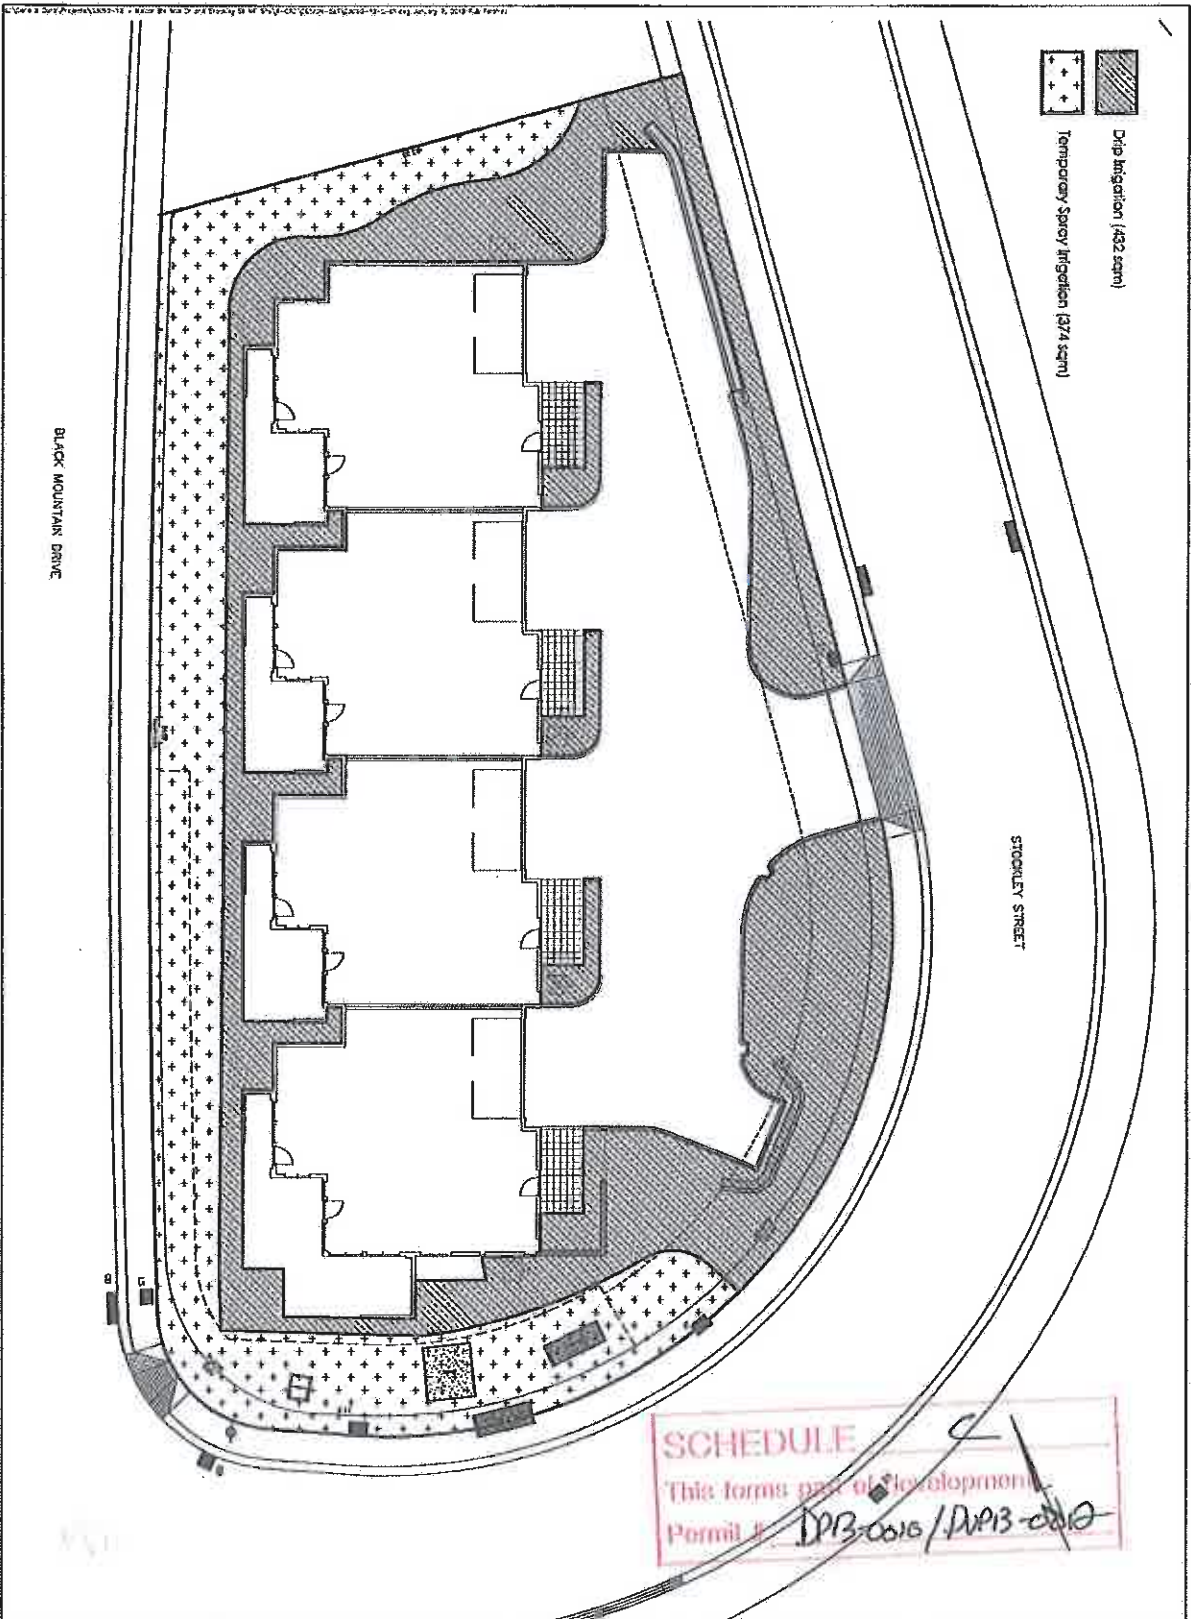 Drip Irrigation (432 sqm)
Temporary Spray Irrigation (374 sqm)
STOCKLEY STREET
BLACK MOUNTAIN DRIVE
SCHEDULE C
This forms part of development
Permit # DP13-0010 / DVP13-0012